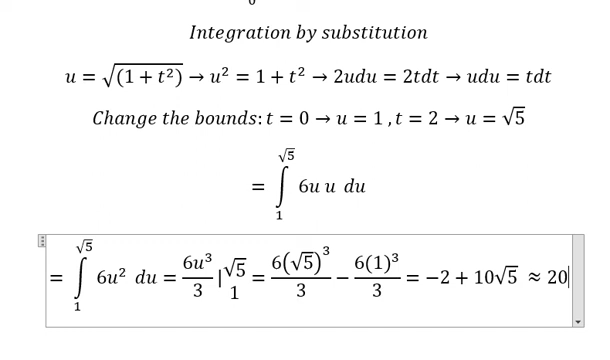 0
Integration by substitution
u = √(1 + t²) → u² = 1 + t² → 2udu = 2tdt → udu = tdt
Change the bounds: t = 0 → u = 1 , t = 2 → u = √5
= ∫₁^√5 6u u du
= ∫₁^√5 6u² du = 6u³/3 |₁^√5 = 6(√5)³/3 − 6(1)³/3 = −2 + 10√5 ≈ 20